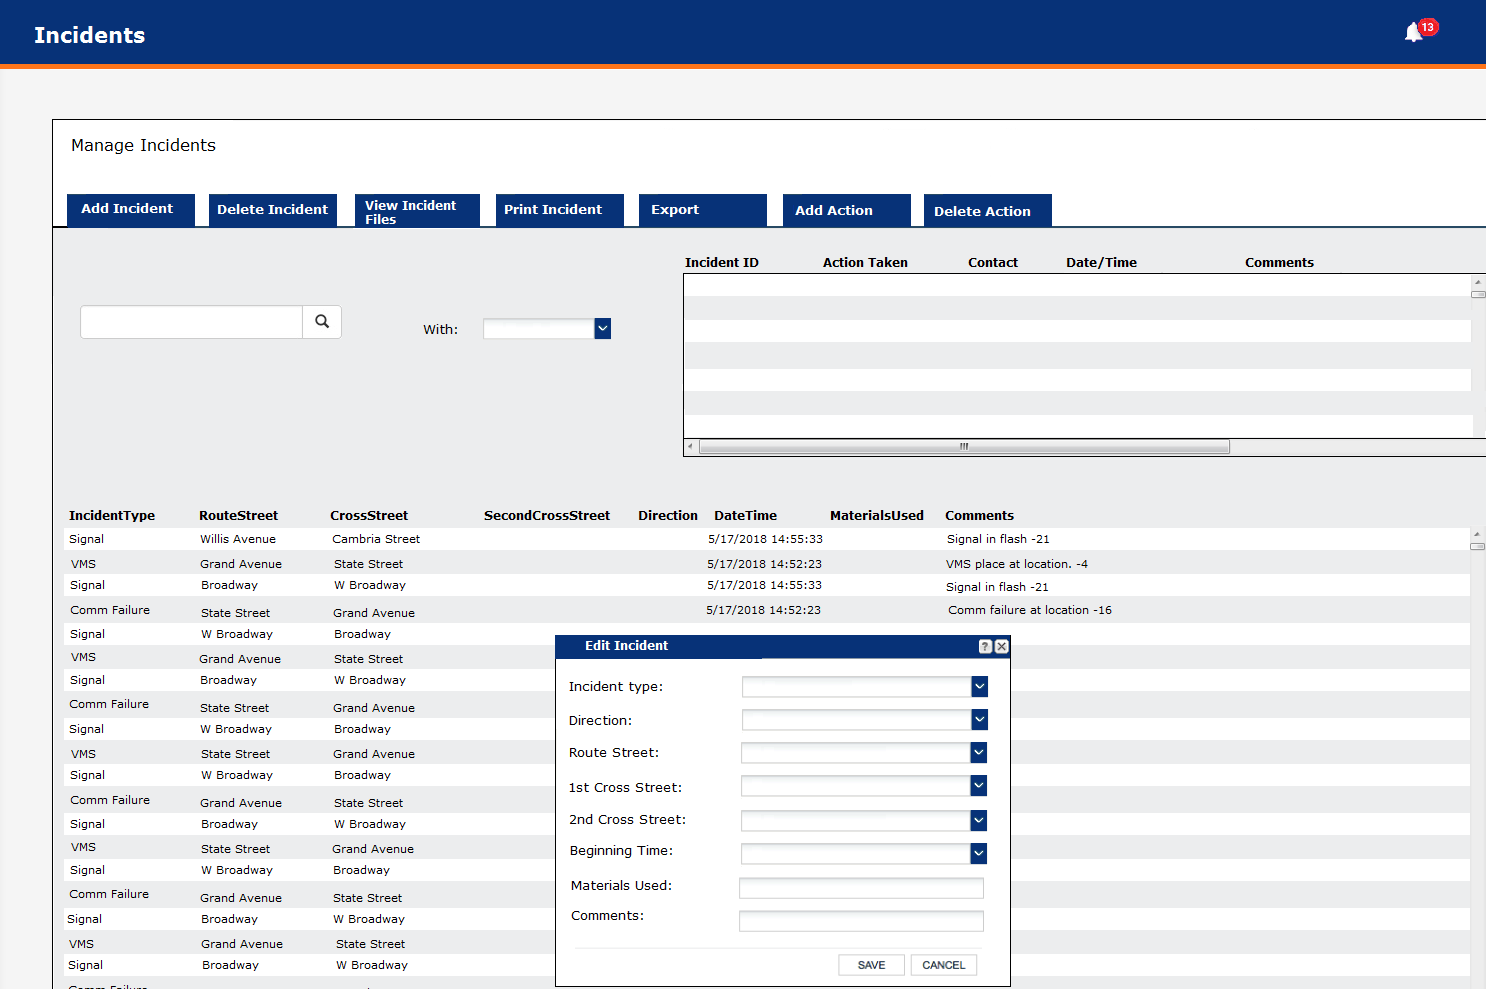 Incidents
13
Manage Incidents
Add Incident
Delete Incident
View Incident
Files
Print Incident
Export
Add Action
Delete Action
Incident ID Action Taken Contact Date/Time Comments
With:
IncidentType RouteStreet CrossStreet SecondCrossStreet Direction DateTime MaterialsUsed Comments
Signal Willis Avenue Cambria Street 5/17/2018 14:55:33 Signal in flash -21
VMS Grand Avenue State Street 5/17/2018 14:52:23 VMS place at location. -4
Signal Broadway W Broadway 5/17/2018 14:55:33 Signal in flash -21
Comm Failure State Street Grand Avenue 5/17/2018 14:52:23 Comm failure at location -16
Signal W Broadway Broadway
VMS Grand Avenue State Street
Signal Broadway W Broadway
Comm Failure State Street Grand Avenue
Signal W Broadway Broadway
VMS State Street Grand Avenue
Signal W Broadway Broadway
Comm Failure Grand Avenue State Street
Signal Broadway W Broadway
VMS State Street Grand Avenue
Signal W Broadway Broadway
Comm Failure Grand Avenue State Street
Signal Broadway W Broadway
VMS Grand Avenue State Street
Signal Broadway W Broadway
Comm Failure
Edit Incident
?
Incident type:
Direction:
Route Street:
1st Cross Street:
2nd Cross Street:
Beginning Time:
Materials Used:
Comments:
SAVE CANCEL